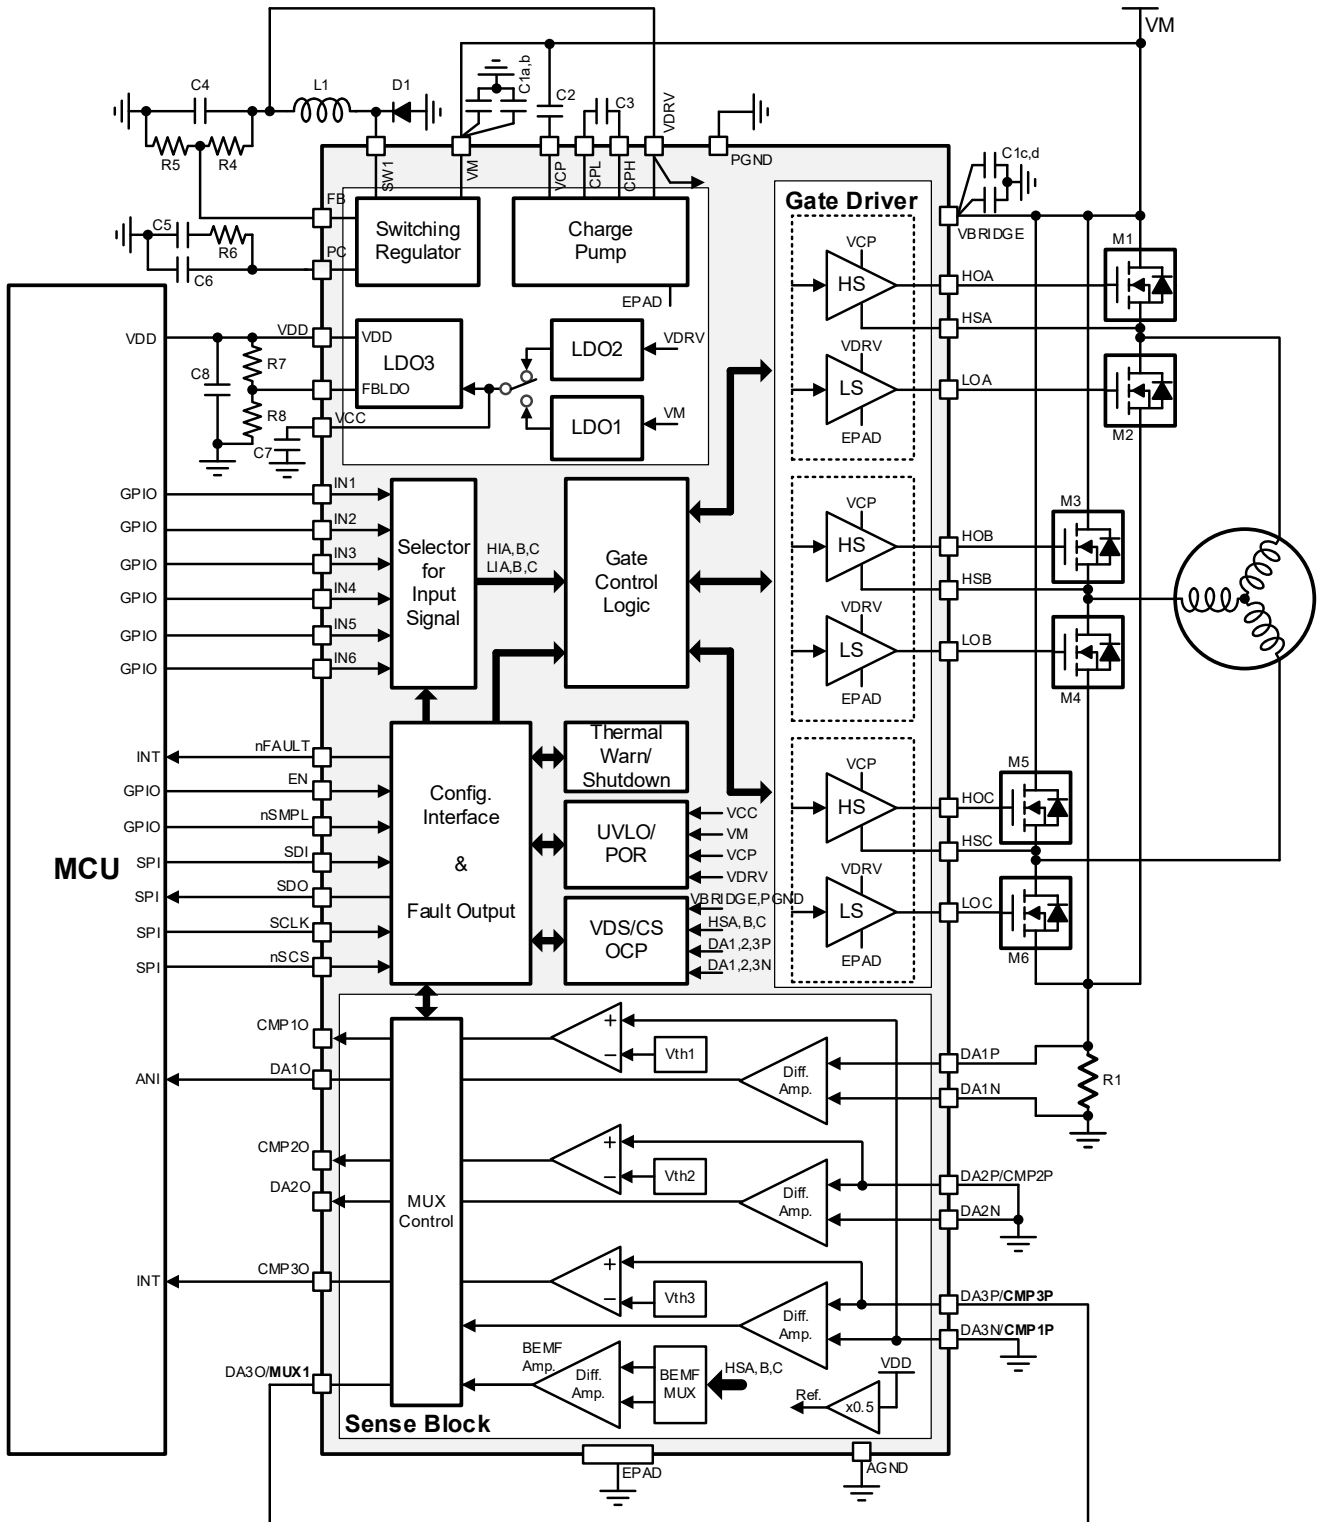 VM
C4
L1
D1
C1a,b
C2
C3
VDRV
PGND
R5
R4
SW1
VM
VCP
CPL
CPH
C1c,d
FB
Switching
Regulator
Charge
Pump
EPAD
Gate Driver
VBRIDGE
C5
R6
C6
PC
VCP
HS
HOA
M1
HSA
MCU
VDD
VDD
C8
R7
R8
C7
VDD
LDO3
FBLDO
VCC
LDO2
VDRV
LDO1
VM
VDRV
LS
EPAD
LOA
M2
GPIO
IN1
GPIO
IN2
GPIO
IN3
GPIO
IN4
GPIO
IN5
GPIO
IN6
Selector
for
Input
Signal
HIA,B,C
LIA,B,C
Gate
Control
Logic
VCP
HS
HOB
M3
HSB
VDRV
LS
EPAD
LOB
M4
INT
nFAULT
GPIO
EN
GPIO
nSMPL
SPI
SDI
SPI
SDO
SPI
SCLK
SPI
nSCS
Config.
Interface
&
Fault Output
Thermal
Warn/
Shutdown
UVLO/
POR
VCC
VM
VCP
VDRV
VDS/CS
OCP
VBRIDGE,PGND
HSA,B,C
DA1,2,3P
DA1,2,3N
VCP
HS
HOC
M5
HSC
VDRV
LS
EPAD
LOC
M6
CMP1O
ANI
DA1O
+
−
Vth1
Diff.
Amp.
DA1P
DA1N
R1
CMP2O
DA2O
MUX
Control
+
−
Vth2
Diff.
Amp.
DA2P/CMP2P
DA2N
INT
CMP3O
+
−
Vth3
Diff.
Amp.
DA3P/CMP3P
DA3N/CMP1P
DA3O/MUX1
BEMF
Amp.
Diff.
Amp.
BEMF
MUX
HSA,B,C
VDD
Ref.
x0.5
Sense Block
EPAD
AGND